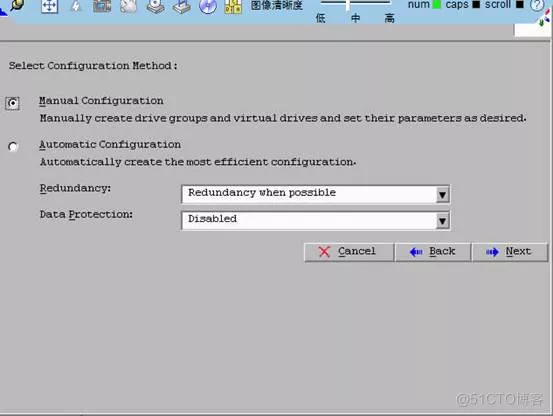 图像清晰度 num caps scroll
低 中 高
Select Configuration Method:
Manual Configuration
Manually create drive groups and virtual drives and set their parameters as desired.
Automatic Configuration
Automatically create the most efficient configuration.
Redundancy: Redundancy when possible
Data Protection: Disabled
Cancel Back Next
@51CTO博客